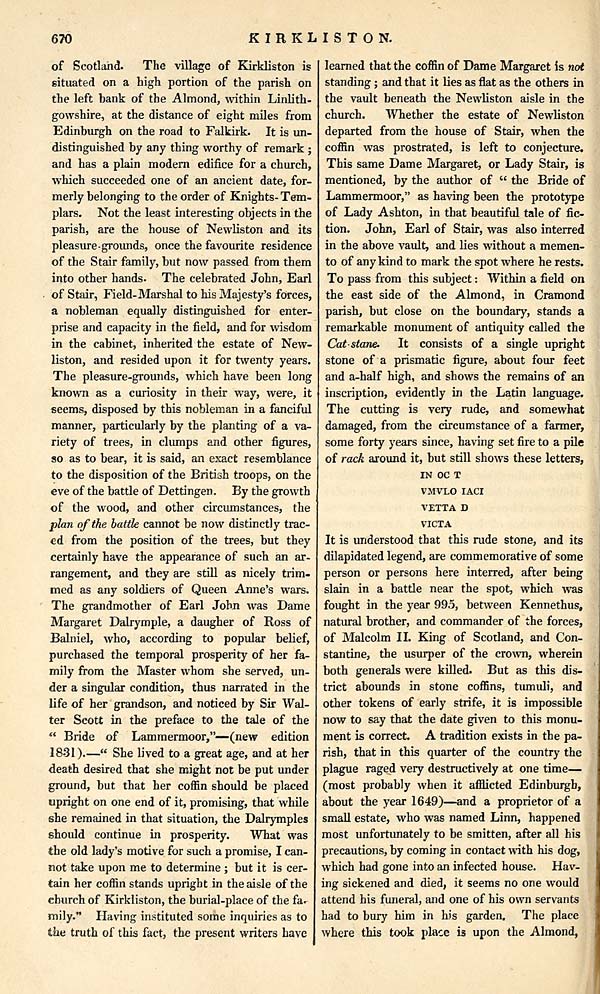 670
KIRKLISTON.
of Scotland. The village of Kirkliston is
situated on a high portion of the parish on
the left bank of the Almond, within Linlith-
gowshire, at the distance of eight miles from
Edinburgh on the road to Falkirk. It is un-
distinguished by any thing worthy of remark ;
and has a plain modern edifice for a church,
which succeeded one of an ancient date, for-
merly belonging to the order of Knights-Tem-
plars. Not the least interesting objects in the
parish, are the house of Newliston and its
pleasure-grounds, once the favourite residence
of the Stair family, but now passed from them
into other hands. The celebrated John, Earl
of Stair, Field-Marshal to his Majesty's forces,
a nobleman equally distinguished for enter-
prise and capacity in the field, and for wisdom
in the cabinet, inherited the estate of New-
liston, and resided upon it for twenty years.
The pleasure-grounds, which have been long
known as a curiosity in their way, were, it
seems, disposed by this nobleman in a fanciful
manner, particularly by the planting of a va-
riety of trees, in clumps and other figures,
so as to bear, it is said, an exact resemblance
to the disposition of the British troops, on the
eve of the battle of Dettingen. By the growth
of the wood, and other circumstances, the
plan of the battle cannot be now distinctly trac-
ed from the position of the trees, but they
certainly have the appearance of such an ar-
rangement, and they are still as nicely trim-
med as any soldiers of Queen Anne's wars.
The grandmother of Earl John was Dame
Margaret Dalrymple, a daugher of Ross of
Balniel, who, according to popular belief,
purchased the temporal prosperity of her fa-
mily from the Master whom she served, un-
der a singular condition, thus narrated in the
life of her grandson, and noticed by Sir Wal-
ter Scott in the preface to the tale of the
" Bride of Lammermoor,"—(new edition
1831).—" She lived to a great age, and at her
death desired that she might not be put under
ground, but that her coffin should be placed
upright on one end of it, promising, that while
she remained in that situation, the Dalrymples
should continue in prosperity. What was
the old lady's motive for such a promise, I can-
not take upon me to determine ; but it is cer-
tain her coffin stands upright in the aisle of the
church of Kirkliston, the burial-place of the fa-
mily." Having instituted some inquiries as to
the truth of this fact, the present writers have
learned that the coffin of Dame Margaret is not
standing ; and that it lies as flat as the others in
the vault beneath the Newliston aisle in the
church. Whether the estate of Newliston
departed from the house of Stair, when the
coffin was prostrated, is left to conjecture.
This same Dame Margaret, or Lady Stair, is
mentioned, by the author of " the Bride of
Lammermoor," as having been the prototype
of Lady Ashton, in that beautiful tale of fic-
tion. John, Earl of Stair, was also interred
in the above vault, and lies without a memen-
to of any kind to mark the spot where he rests.
To pass from this subject : Within a field on
the east side of the Almond, in Cramond
parish, but close on the boundary, stands a
remarkable monument of antiquity called the
Cat-stane. It consists of a single upright
stone of a prismatic figure, about four feet
and a-half high, and shows the remains of an
inscription, evidently in the Latin language.
The cutting is very rude, and somewhat
damaged, from the circumstance of a farmer,
some forty years since, having set fire to a pile
of rack around it, but still shows these letters,
IN OC T
VMVLO IACI
VETTA D
VICTA
It is understood that this rude stone, and its
dilapidated legend, are commemorative of some
person or persons here interred, after being
slain in a battle near the spot, which was
fought in the year 995, between Kennethus,
natural brother, and commander of the forces,
of Malcolm II. King of Scotland, and Con-
stantine, the usurper of the crown, wherein
both generals were killed. But as this dis-
trict abounds in stone coffins, tumuli, and
other tokens of early strife, it is impossible
now to say that the date given to this monu-
ment is correct. A tradition exists in the pa-
rish, that in this quarter of the country the
plague raged very destructively at one time—
(most probably when it afflicted Edinburgh,
about the year 1649)—and a proprietor of a
small estate, who was named Linn, happened
most unfortunately to be smitten, after all his
precautions, by coming in contact with his dog,
which had gone into an infected house. Hav-
ing sickened and died, it seems no one would
attend his funeral, and one of his own servants
had to bury him in his garden. The place
where this took place is upon the Almond,